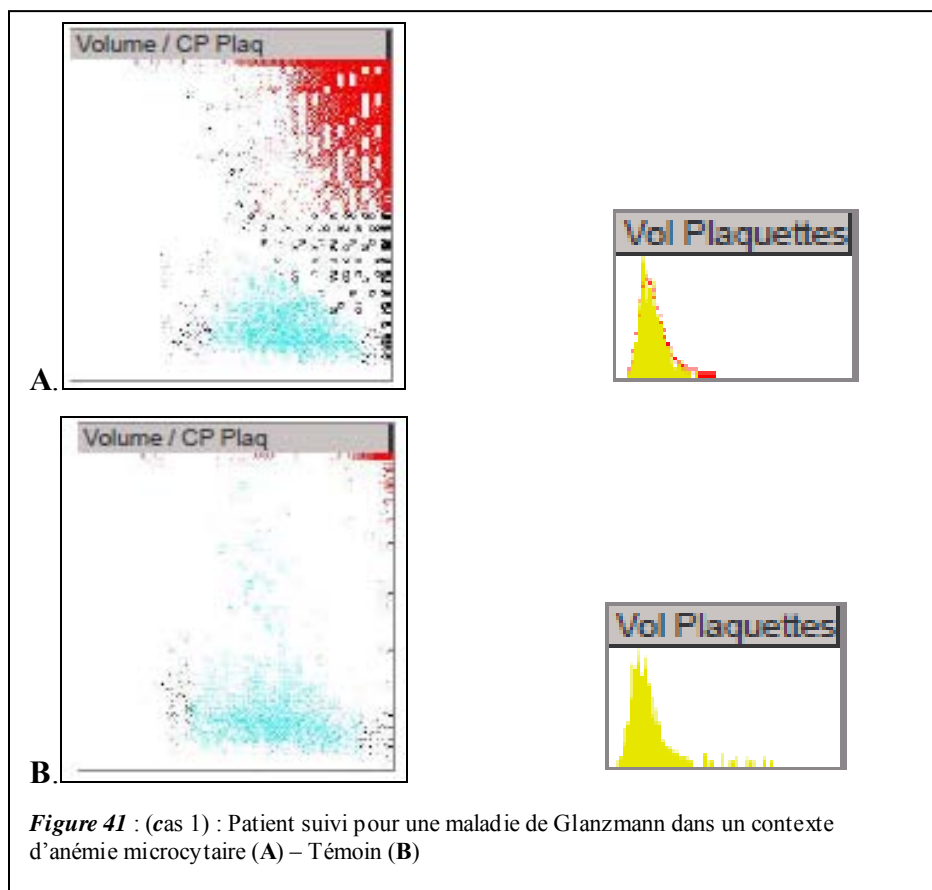 Volume / CP Plaq
Vol Plaquettes
A.
Volume / CP Plaq
Vol Plaquettes
B.
Figure 41 : (cas 1) : Patient suivi pour une maladie de Glanzmann dans un contexte
d’anémie microcytaire (A) – Témoin (B)